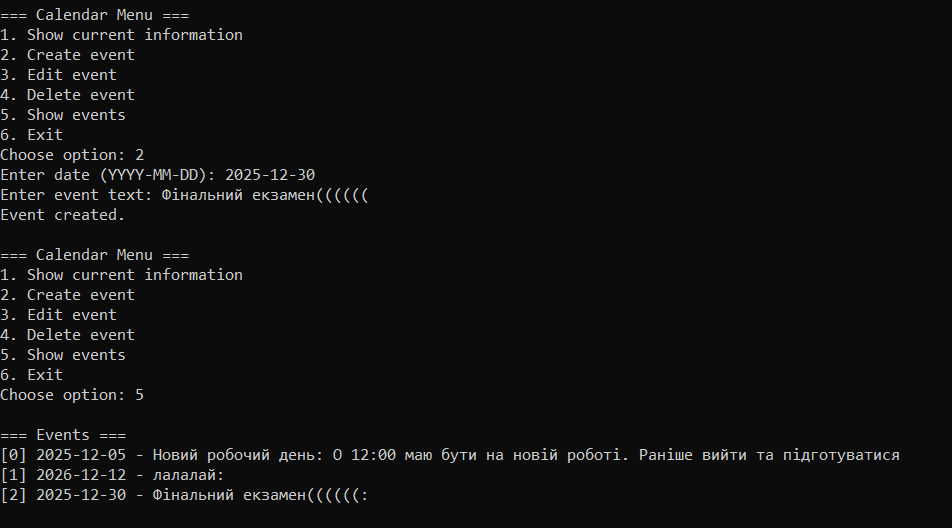 === Calendar Menu ===
1. Show current information
2. Create event
3. Edit event
4. Delete event
5. Show events
6. Exit
Choose option: 2
Enter date (YYYY-MM-DD): 2025-12-30
Enter event text: Фінальний екзамен((((((
Event created.
=== Calendar Menu ===
1. Show current information
2. Create event
3. Edit event
4. Delete event
5. Show events
6. Exit
Choose option: 5
=== Events ===
[0] 2025-12-05 - Новий робочий день: О 12:00 маю бути на новій роботі. Раніше вийти та підготуватися
[1] 2026-12-12 - лалалай:
[2] 2025-12-30 - Фінальний екзамен((((((: